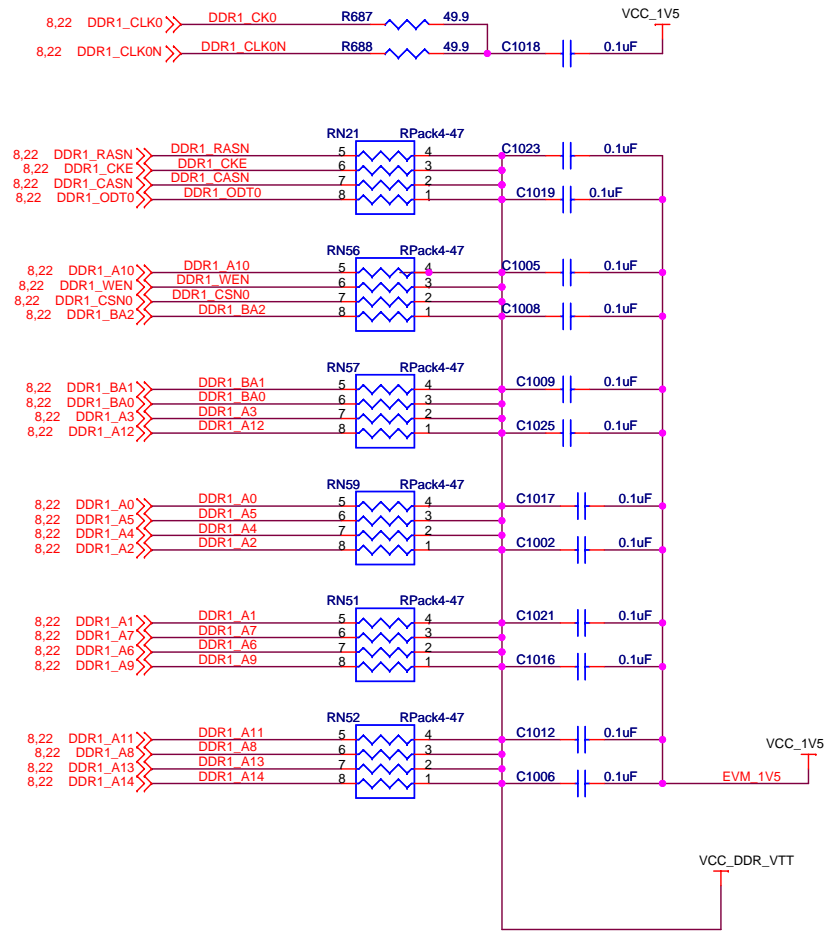 VCC_1V5
8,22 DDR1_CLK0 DDR1_CK0 R687 49.9
8,22 DDR1_CLK0N DDR1_CLK0N R688 49.9 C1018 0.1uF
RN21 RPack4-47
8,22 DDR1_RASN DDR1_RASN 5 4 C1023 0.1uF
8,22 DDR1_CKE DDR1_CKE 6 3
8,22 DDR1_CASN DDR1_CASN 7 2
8,22 DDR1_ODT0 DDR1_ODT0 8 1 C1019 0.1uF
RN56 RPack4-47
8,22 DDR1_A10 DDR1_A10 5 4 C1005 0.1uF
8,22 DDR1_WEN DDR1_WEN 6 3
8,22 DDR1_CSN0 DDR1_CSN0 7 2
8,22 DDR1_BA2 DDR1_BA2 8 1 C1008 0.1uF
RN57 RPack4-47
8,22 DDR1_BA1 DDR1_BA1 5 4 C1009 0.1uF
8,22 DDR1_BA0 DDR1_BA0 6 3
8,22 DDR1_A3 DDR1_A3 7 2
8,22 DDR1_A12 DDR1_A12 8 1 C1025 0.1uF
RN59 RPack4-47
8,22 DDR1_A0 DDR1_A0 5 4 C1017 0.1uF
8,22 DDR1_A5 DDR1_A5 6 3
8,22 DDR1_A4 DDR1_A4 7 2
8,22 DDR1_A2 DDR1_A2 8 1 C1002 0.1uF
RN51 RPack4-47
8,22 DDR1_A1 DDR1_A1 5 4 C1021 0.1uF
8,22 DDR1_A7 DDR1_A7 6 3
8,22 DDR1_A6 DDR1_A6 7 2
8,22 DDR1_A9 DDR1_A9 8 1 C1016 0.1uF
RN52 RPack4-47
8,22 DDR1_A11 DDR1_A11 5 4 C1012 0.1uF
VCC_1V5
8,22 DDR1_A8 DDR1_A8 6 3
8,22 DDR1_A13 DDR1_A13 7 2
8,22 DDR1_A14 DDR1_A14 8 1 C1006 0.1uF EVM_1V5
VCC_DDR_VTT